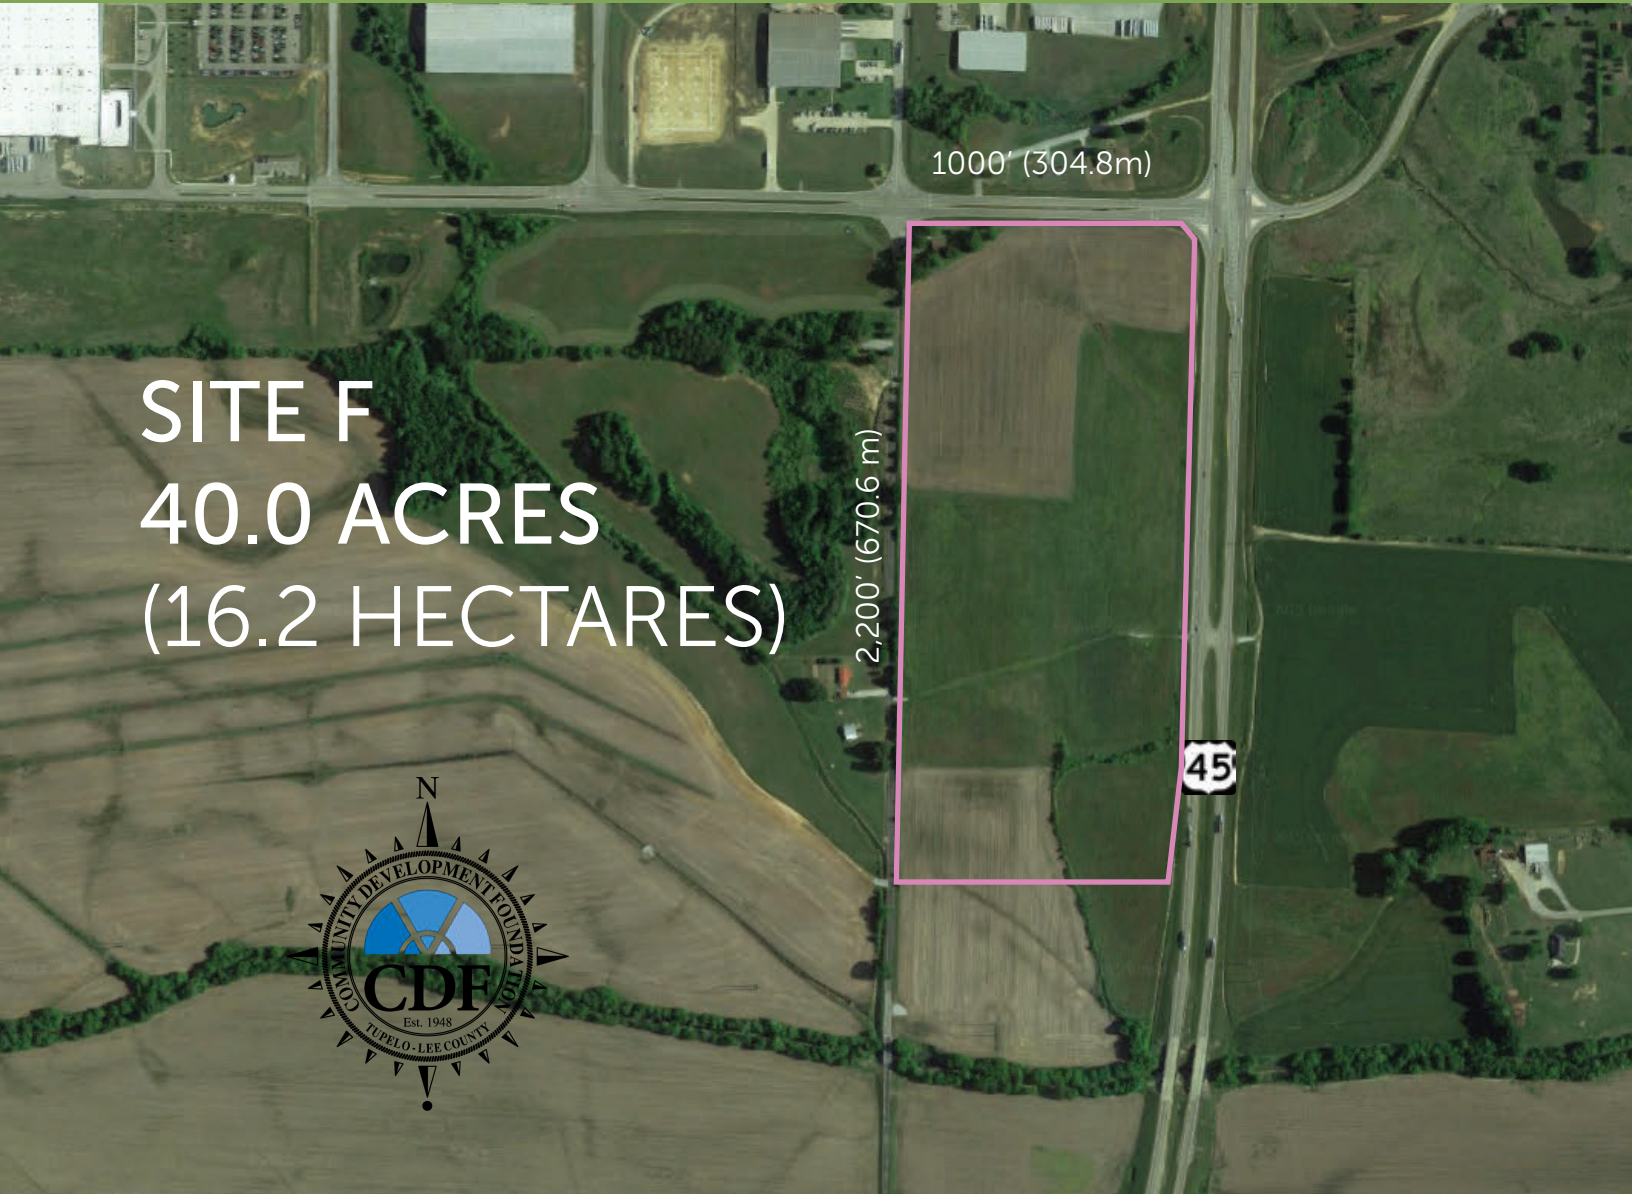 1000' (304.8m)
SITE F
40.0 ACRES
(16.2 HECTARES)
2,200' (670.6 m)
45
N
COMMUNITY DEVELOPMENT FOUNDATION
CDF
Est. 1948
TUPELO - LEE COUNTY